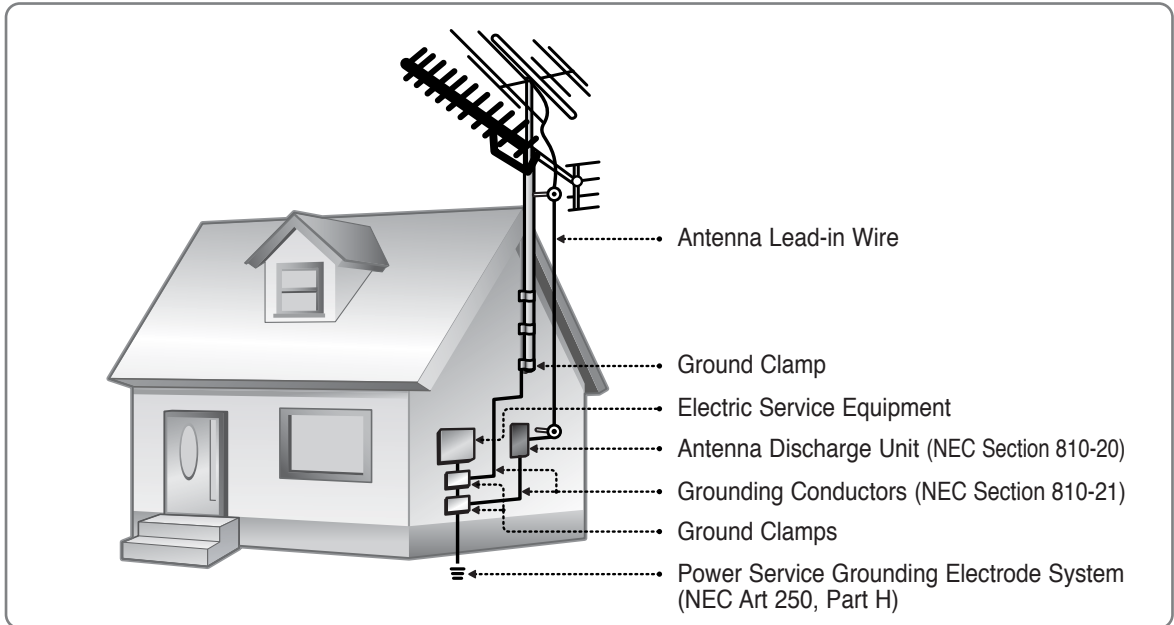 Antenna Lead-in Wire
Ground Clamp
Electric Service Equipment
Antenna Discharge Unit (NEC Section 810-20)
Grounding Conductors (NEC Section 810-21)
Ground Clamps
Power Service Grounding Electrode System
(NEC Art 250, Part H)